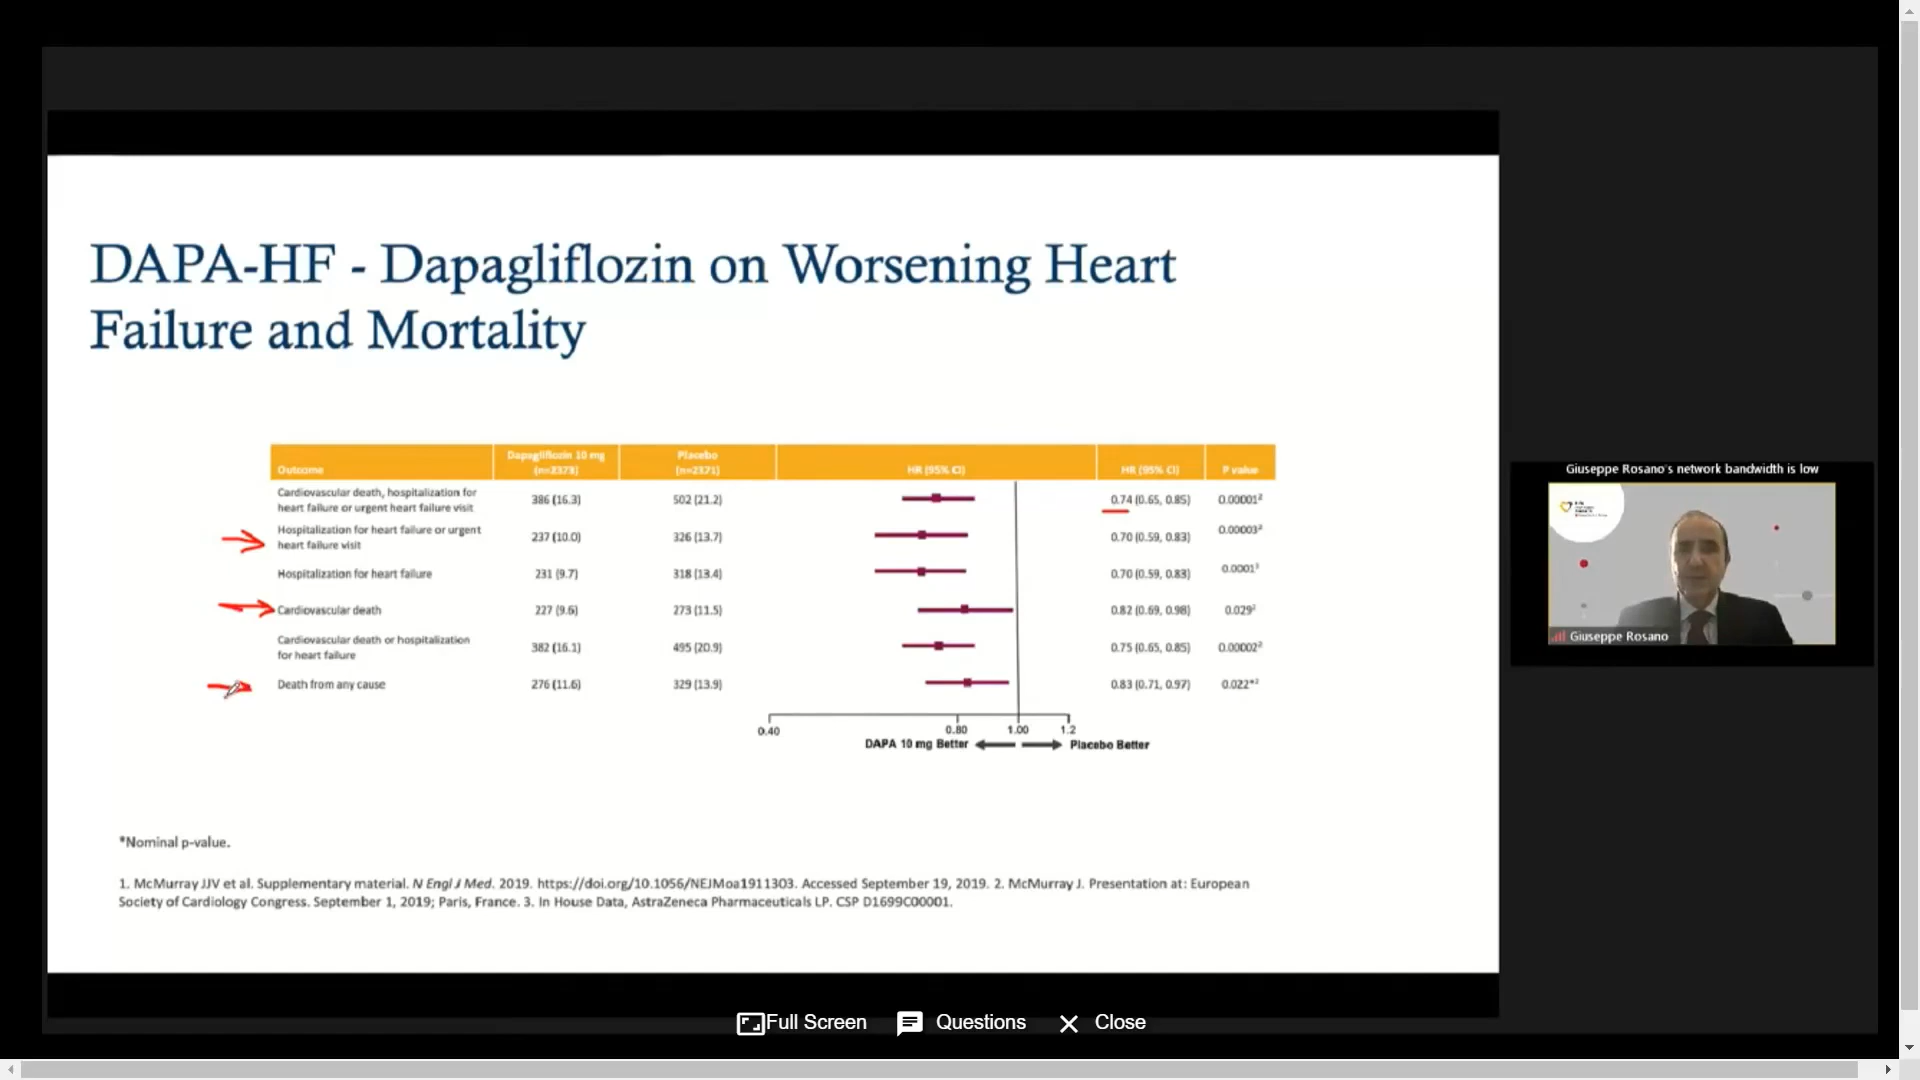 Giuseppe Rosano's network bandwidth is low
Giuseppe Rosano
DAPA-HF - Dapagliflozin on Worsening Heart
Failure and Mortality
Outcome Dapagliflozin 10 mg (n=2373) Placebo (n=2371) HR (95% CI) HR (95% CI) P value
Cardiovascular death, hospitalization for
heart failure or urgent heart failure visit 386 (16.3) 502 (21.2) 0.74 (0.65, 0.85) 0.00001²
Hospitalization for heart failure or urgent
heart failure visit 237 (10.0) 326 (13.7) 0.70 (0.59, 0.83) 0.00003²
Hospitalization for heart failure 231 (9.7) 318 (13.4) 0.70 (0.59, 0.83) 0.0001³
Cardiovascular death 227 (9.6) 273 (11.5) 0.82 (0.69, 0.98) 0.029²
Cardiovascular death or hospitalization
for heart failure 382 (16.1) 495 (20.9) 0.75 (0.65, 0.85) 0.00002²
Death from any cause 276 (11.6) 329 (13.9) 0.83 (0.71, 0.97) 0.022*²
0.40 0.80 1.00 1.2
DAPA 10 mg Better Placebo Better
*Nominal p-value.
1. McMurray JJV et al. Supplementary material. N Engl J Med. 2019. https://doi.org/10.1056/NEJMoa1911303. Accessed September 19, 2019. 2. McMurray J. Presentation at: European
Society of Cardiology Congress. September 1, 2019; Paris, France. 3. In House Data, AstraZeneca Pharmaceuticals LP. CSP D1699C00001.
Full Screen Questions Close